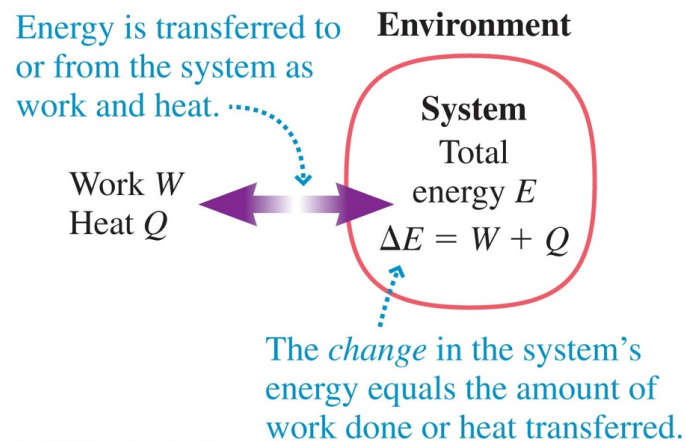 Energy is transferred to
or from the system as
work and heat.
Environment
System
Total
energy E
ΔE = W + Q
Work W
Heat Q
The change in the system’s
energy equals the amount of
work done or heat transferred.